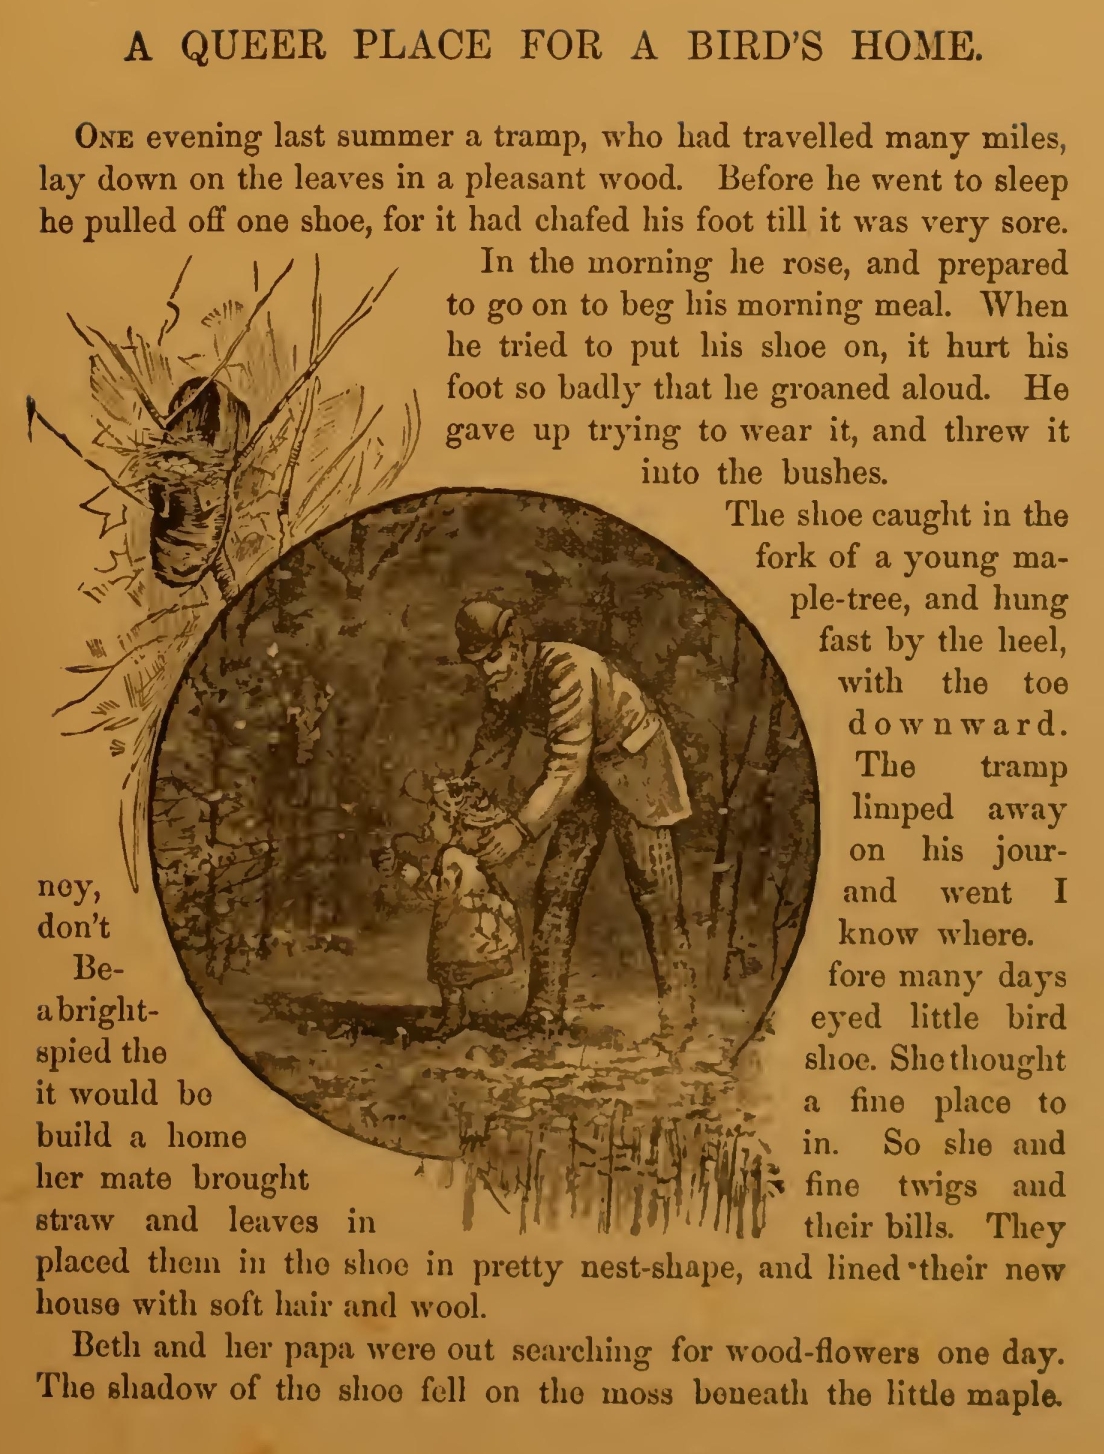 A QUEER PLACE FOR A BIRD'S HOME.
ONE evening last summer a tramp, who had travelled many miles,
lay down on the leaves in a pleasant wood. Before he went to sleep
he pulled off one shoe, for it had chafed his foot till it was very sore.
In the morning he rose, and prepared
to go on to beg his morning meal. When
he tried to put his shoe on, it hurt his
foot so badly that he groaned aloud. He
gave up trying to wear it, and threw it
into the bushes.
The shoe caught in the
fork of a young ma-
ple-tree, and hung
fast by the heel,
with the toe
downward.
The tramp
limped away
on his jour-
ney, and went I
don't know where.
Be- fore many days
a bright- eyed little bird
spied the shoe. She thought
it would be a fine place to
build a home in. So she and
her mate brought fine twigs and
straw and leaves in their bills. They
placed them in the shoe in pretty nest-shape, and lined their new
house with soft hair and wool.
Beth and her papa were out searching for wood-flowers one day.
The shadow of the shoe fell on the moss beneath the little maple.